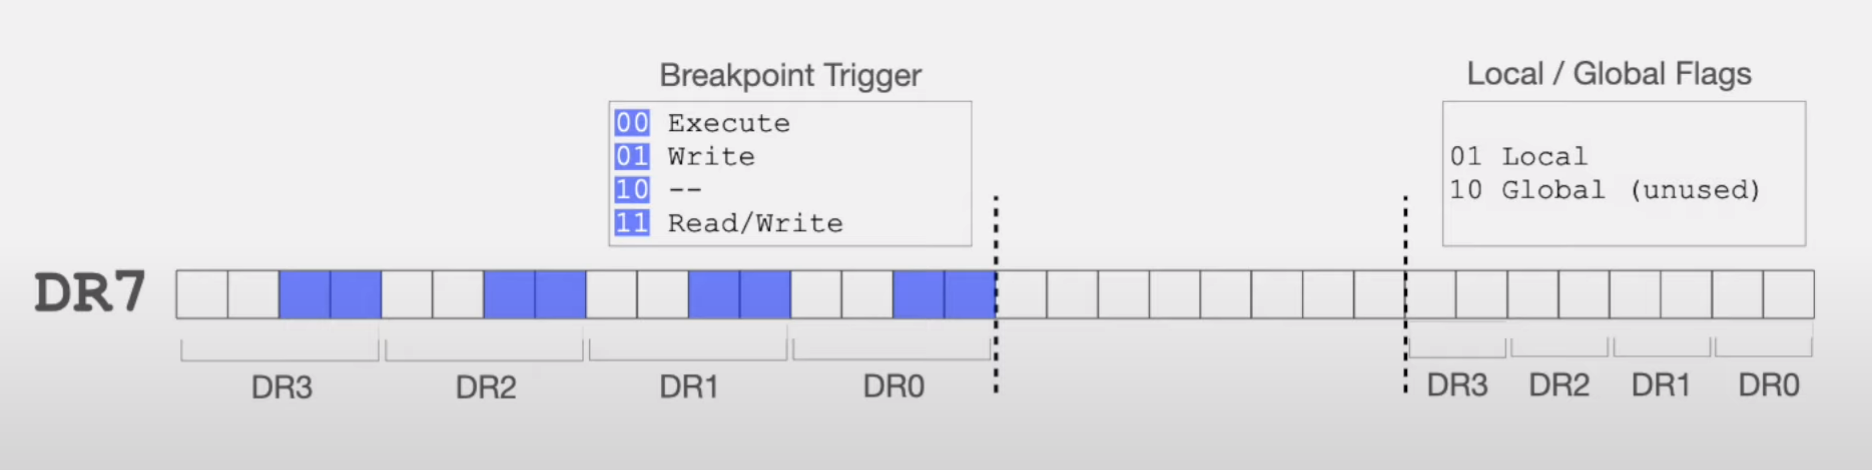 Breakpoint Trigger
00 Execute
01 Write
10 --
11 Read/Write
Local / Global Flags
01 Local
10 Global (unused)
DR7
DR3 DR2 DR1 DR0
DR3 DR2 DR1 DR0